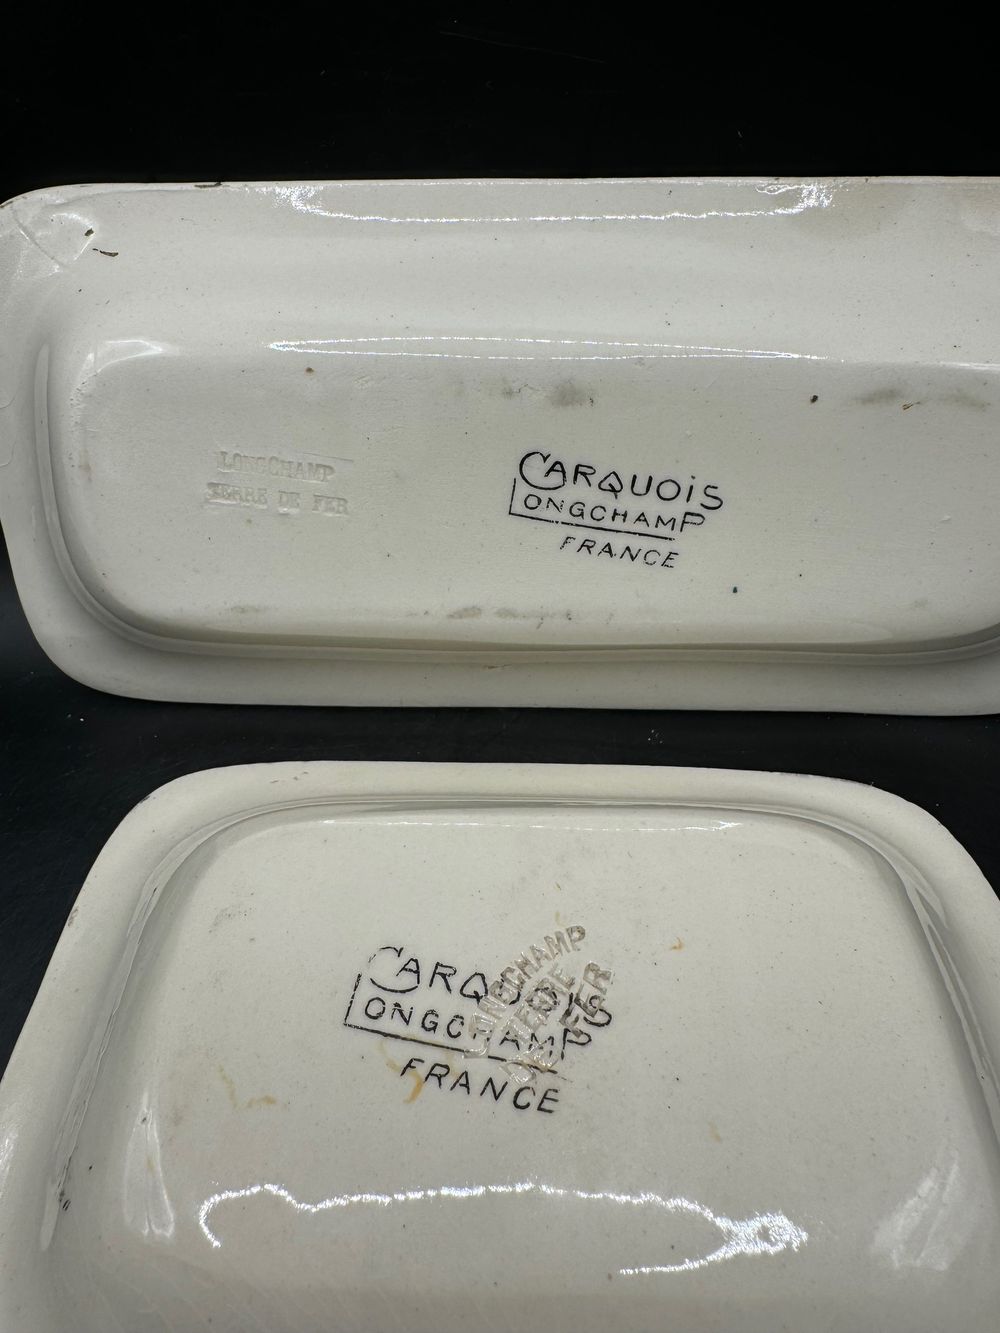 LONGCHAMP
TERRE DE FER
CARQUOiS
LONGCHAMP
FRANCE
CARQUOIS
LONGCHAMP
FRANCE
LONGCHAMP
TERRE
DE FER